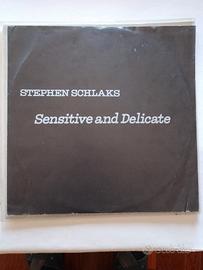 STEPHEN SCHLAKS
Sensitive and Delicate